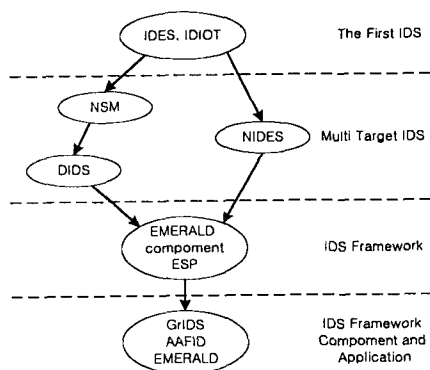 IDES, IDIOT
The First IDS
NSM
NIDES
Multi Target IDS
DIDS
EMERALD
compoment
ESP
IDS Framework
GrIDS
AAFID
EMERALD
IDS Framework
Compoment and
Application